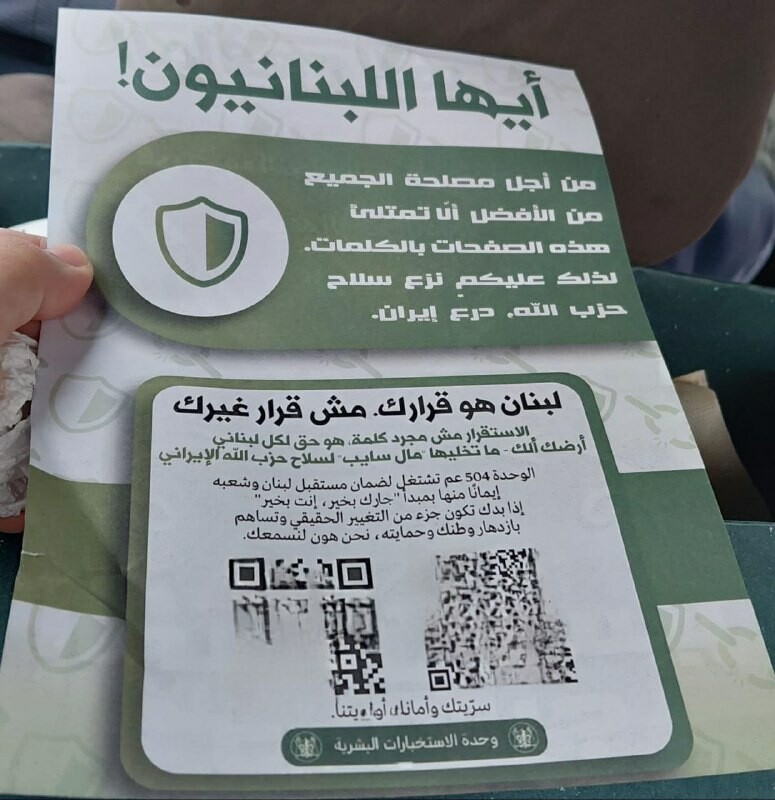 أيها اللبنانيون!
من أجل مصلحة الجميع
من الأفضل ألّا تمتلئ
هذه الصفحات بالكلمات.
لذلك عليكم نزع سلاح
حزب الله. درع إيران.
لبنان هو قرارك. مش قرار غيرك
الاستقرار مش مجرد كلمة، هو حق لكل لبناني
أرضك ألك - ما تخليها "مال سايب" لسلاح حزب الله الإيراني
الوحدة 504 عم تشتغل لضمان مستقبل لبنان وشعبه
إيمانًا منها بمبدأ "جارك بخير، إنت بخير"
إذا بدك تكون جزء من التغيير الحقيقي وتساهم
بازدهار وطنك وحمايته، نحن هون لنسمعك.
سرّيتك وأمانك أولويتنا.
وحدة الاستخبارات البشرية